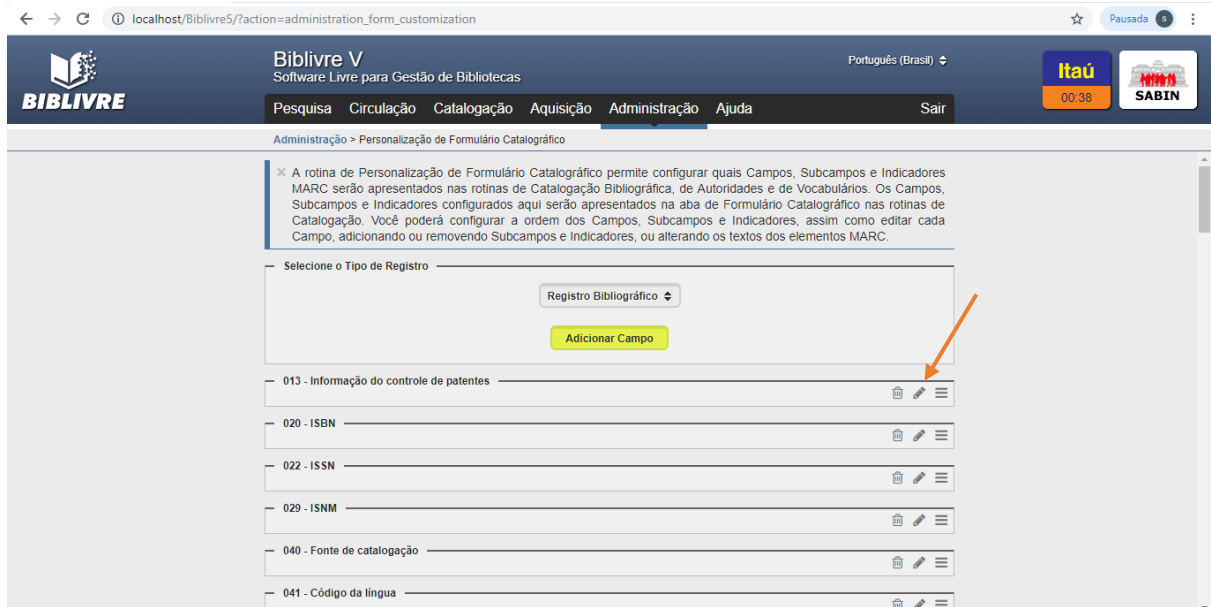 localhost/Biblivre5/?action=administration_form_customization
Pausada S
BIBLIVRE
Biblivre V
Software Livre para Gestão de Bibliotecas
Português (Brasil)
Itaú
00:38
SABIN
Pesquisa Circulação Catalogação Aquisição Administração Ajuda Sair
Administração > Personalização de Formulário Catalográfico
A rotina de Personalização de Formulário Catalográfico permite configurar quais Campos, Subcampos e Indicadores
MARC serão apresentados nas rotinas de Catalogação Bibliográfica, de Autoridades e de Vocabulários. Os Campos,
Subcampos e Indicadores configurados aqui serão apresentados na aba de Formulário Catalográfico nas rotinas de
Catalogação. Você poderá configurar a ordem dos Campos, Subcampos e Indicadores, assim como editar cada
Campo, adicionando ou removendo Subcampos e Indicadores, ou alterando os textos dos elementos MARC.
Selecione o Tipo de Registro
Registro Bibliográfico
Adicionar Campo
013 - Informação do controle de patentes
020 - ISBN
022 - ISSN
029 - ISNM
040 - Fonte de catalogação
041 - Código da língua